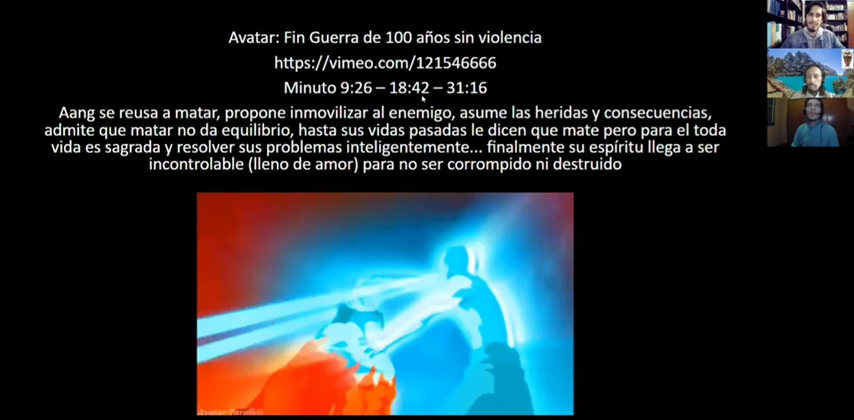 Avatar: Fin Guerra de 100 años sin violencia
https://vimeo.com/121546666
Minuto 9:26 – 18:42 – 31:16
Aang se reusa a matar, propone inmovilizar al enemigo, asume las heridas y consecuencias,
admite que matar no da equilibrio, hasta sus vidas pasadas le dicen que mate pero para el toda
vida es sagrada y resolver sus problemas inteligentemente... finalmente su espíritu llega a ser
incontrolable (lleno de amor) para no ser corrompido ni destruido